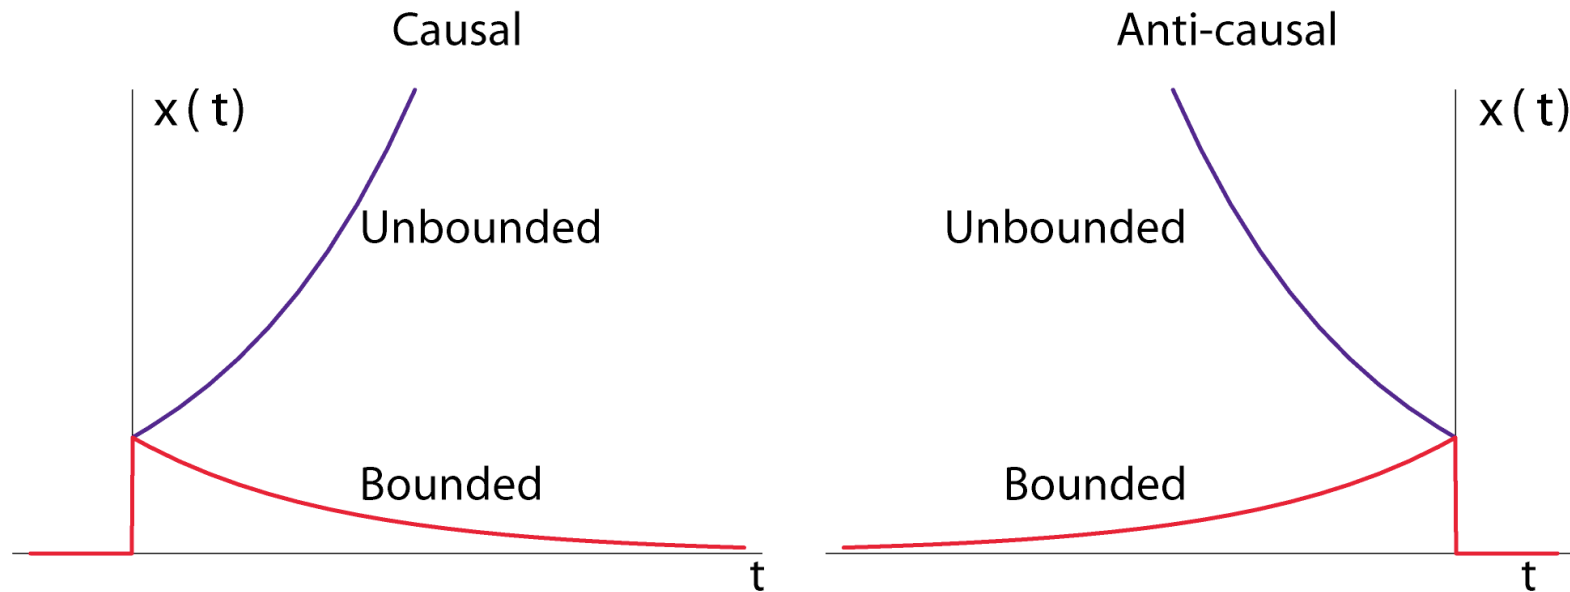 Causal
x(t)
Unbounded
Bounded
t
Anti-causal
x(t)
Unbounded
Bounded
t